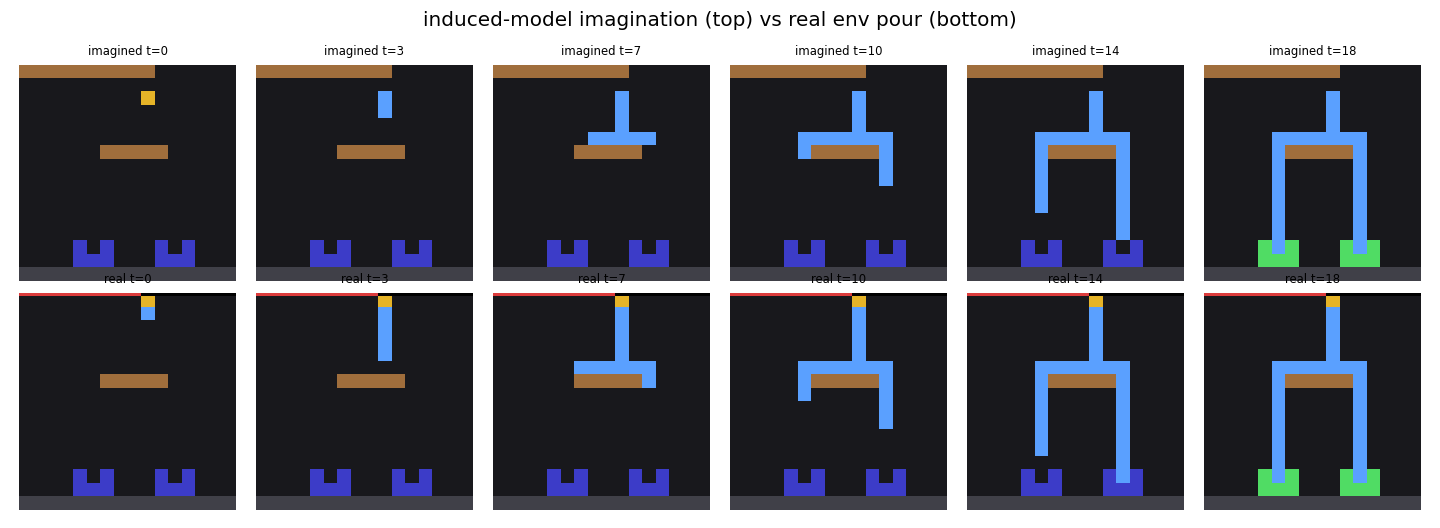 induced-model imagination (top) vs real env pour (bottom)
imagined t=0
imagined t=3
imagined t=7
imagined t=10
imagined t=14
imagined t=18
real t=0
real t=3
real t=7
real t=10
real t=14
real t=18